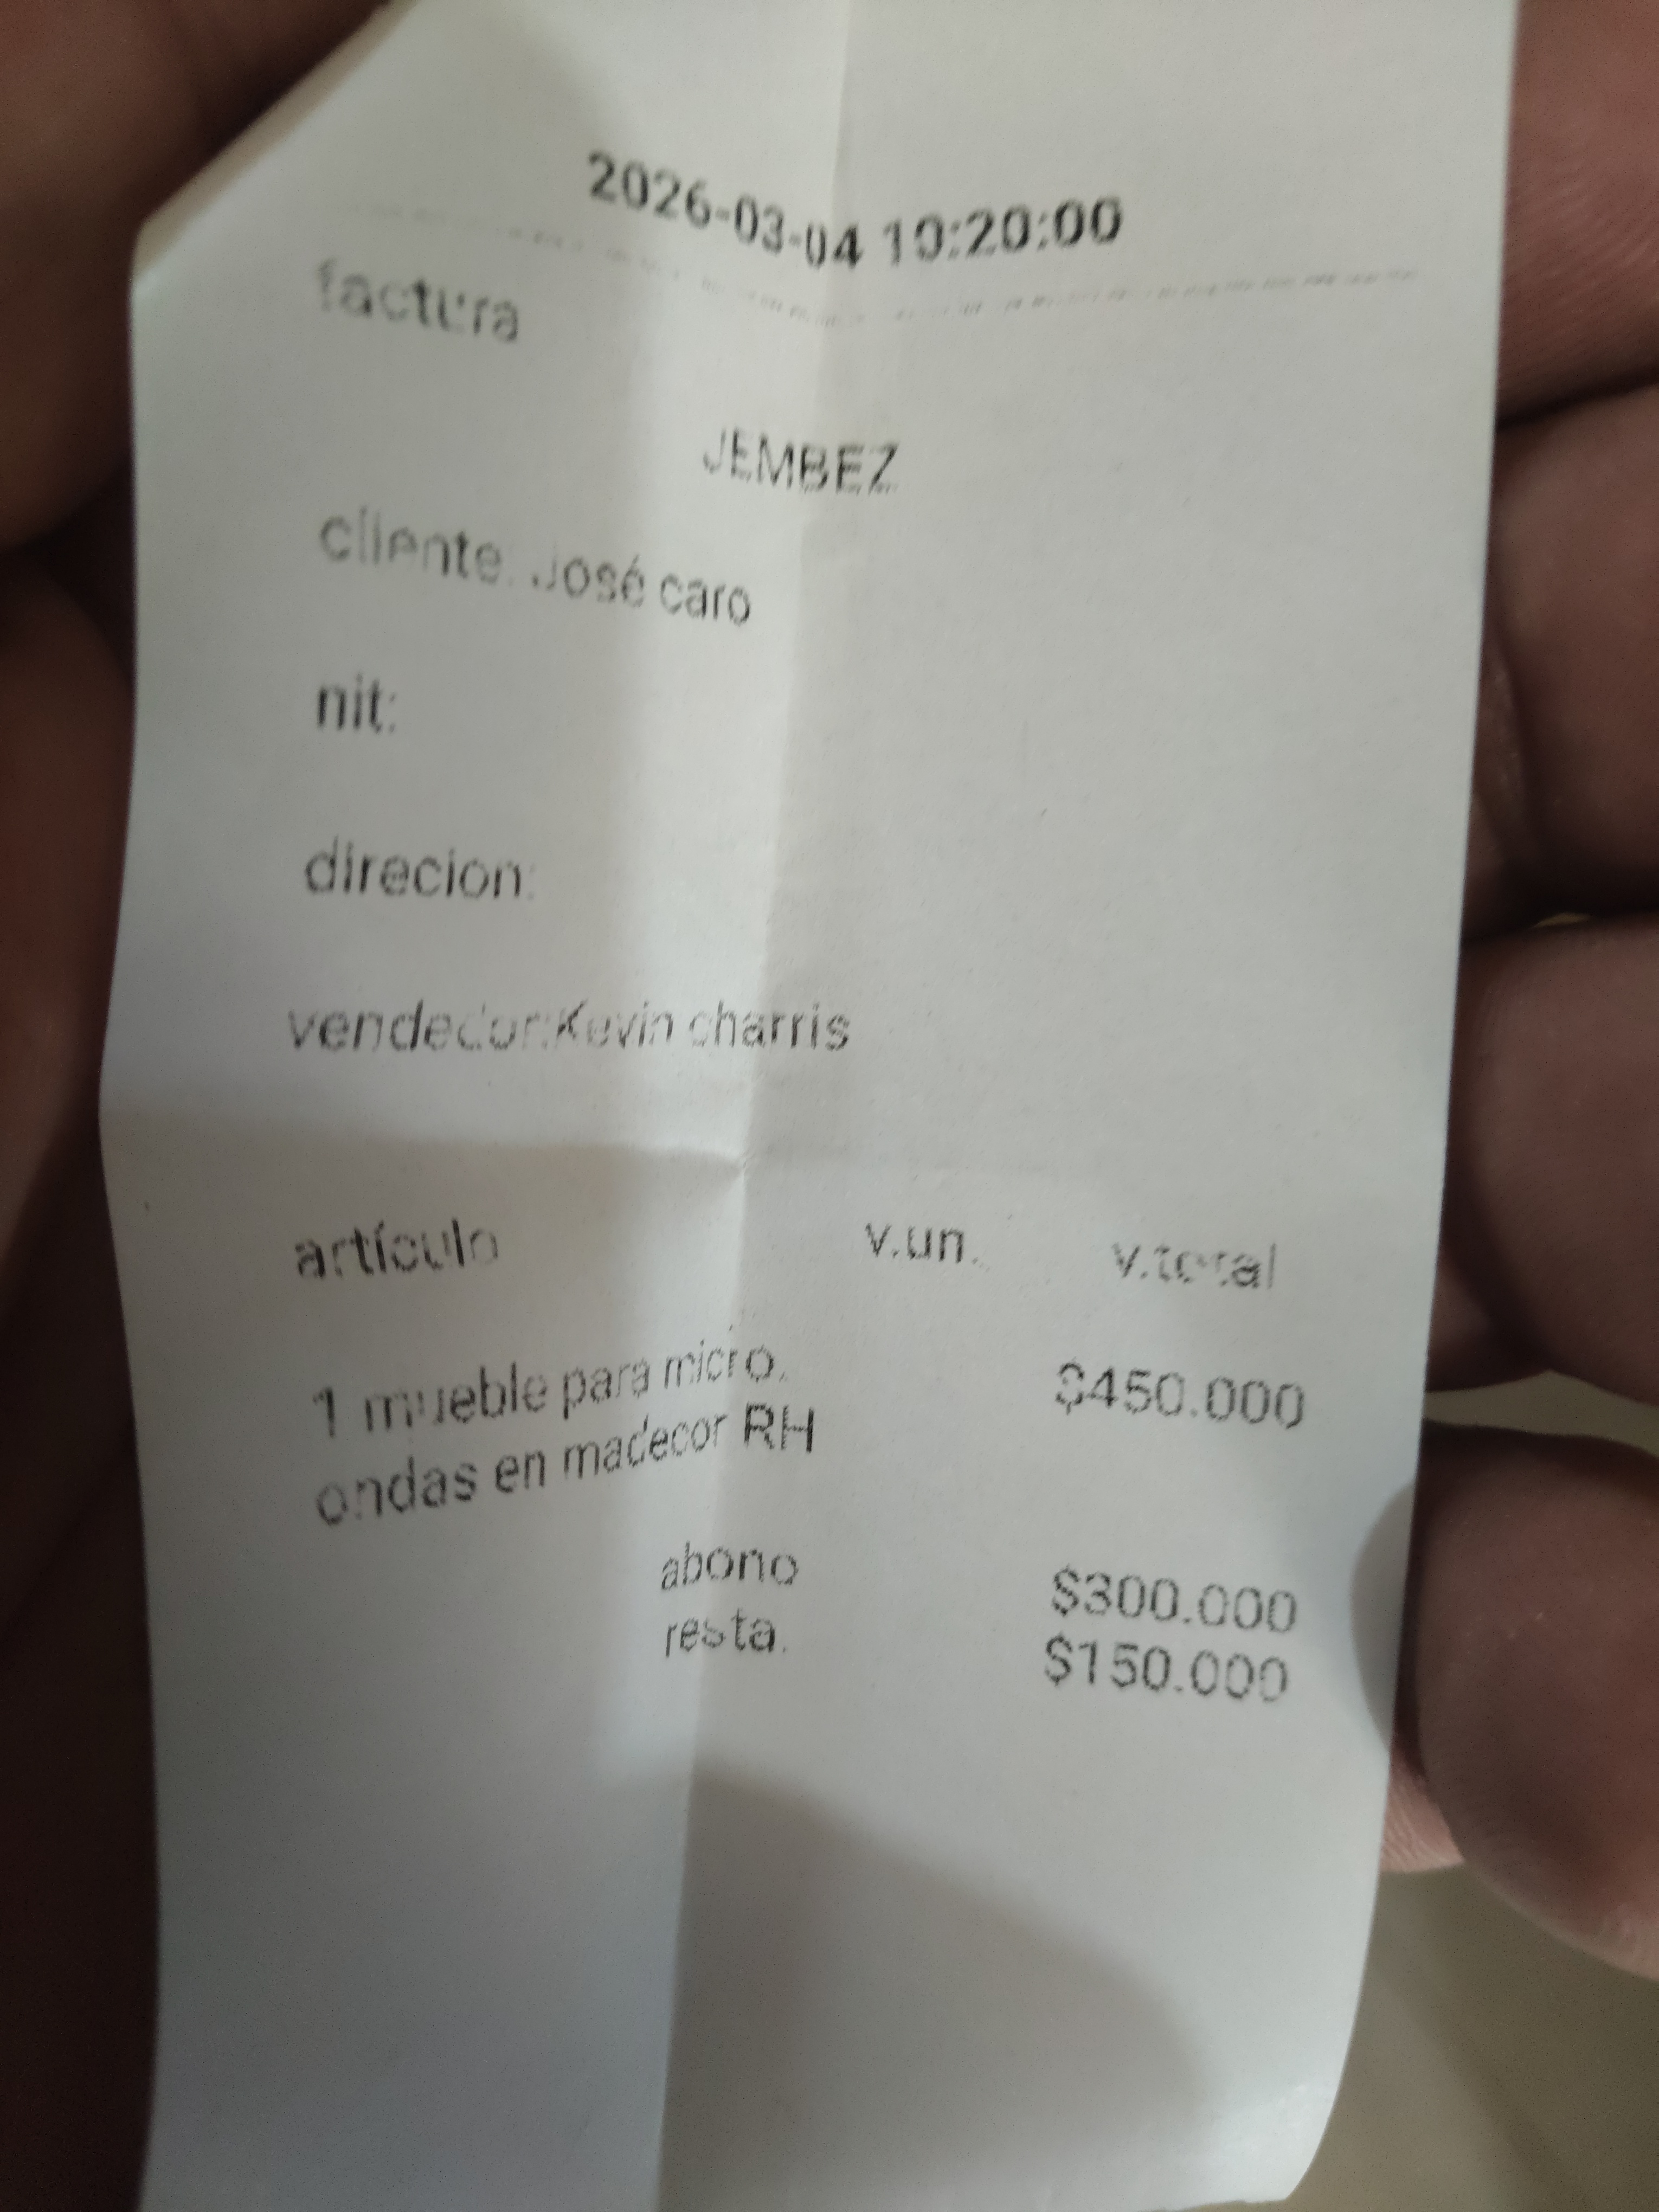 2026-03-04 10:20:00
factura
JEMBEZ
cliente: José caro
nit:
direcion:
vendedor:Kevin charris
artículo v.un. v.total
1 mueble para micro. $450.000
ondas en madecor RH
abono $300.000
resta. $150.000